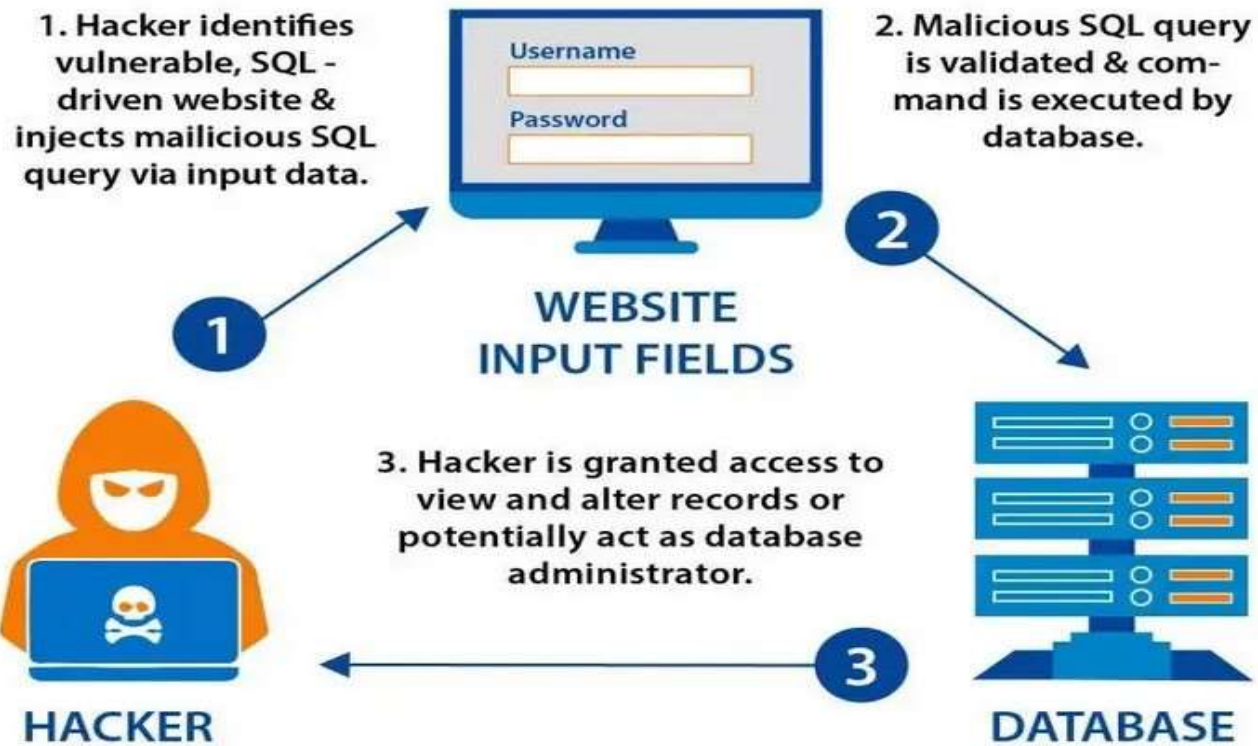 1. Hacker identifies
vulnerable, SQL -
driven website &
injects mailicious SQL
query via input data.
Username
Password
2. Malicious SQL query
is validated & com-
mand is executed by
database.
1
2
WEBSITE
INPUT FIELDS
3. Hacker is granted access to
view and alter records or
potentially act as database
administrator.
3
HACKER
DATABASE